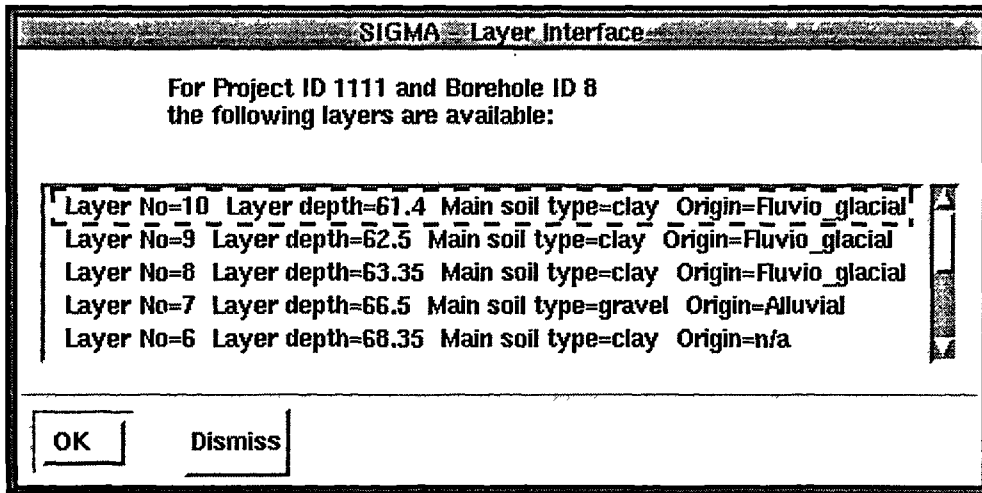 SIGMA - Layer Interface
For Project ID 1111 and Borehole ID 8
the following layers are available:
Layer No=10 Layer depth=61.4 Main soil type=clay Origin=Fluvio_glacial
Layer No=9 Layer depth=62.5 Main soil type=clay Origin=Fluvio_glacial
Layer No=8 Layer depth=63.35 Main soil type=clay Origin=Fluvio_glacial
Layer No=7 Layer depth=66.5 Main soil type=gravel Origin=Alluvial
Layer No=6 Layer depth=68.35 Main soil type=clay Origin=n/a
OK Dismiss